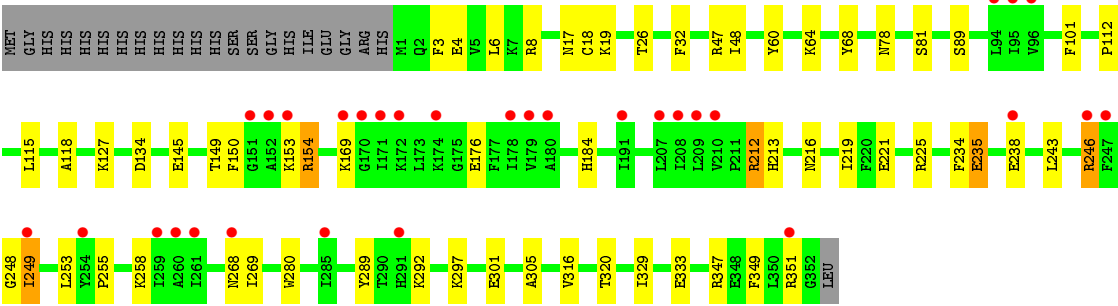 MET GLY HIS HIS HIS HIS HIS HIS HIS HIS HIS HIS SER SER GLY HIS ILE GLU GLY ARG HIS M1 Q2 F3 E4 V5 L6 K7 R8 N17 C18 K19 T26 F32 R47 I48 Y60 K64 Y68 N78 S81 S89 L94 I95 V96 F101 P112
L115 A118 K127 D134 E145 T149 F150 G151 A152 K153 R154 K169 G170 I171 K172 L173 K174 G175 E176 F177 I178 V179 A180 H184 I191 L207 I208 L209 V210 P211 R212 H213 N216 I219 F220 E221 R225 F234 E235 E238 L243 R246 F247
G248 I249 L253 Y254 P255 K258 I259 A260 I261 N268 I269 W280 I285 Y289 T290 H291 K292 K297 E301 A305 V316 T320 I329 E333 R347 E348 F349 L350 R351 G352 LEU